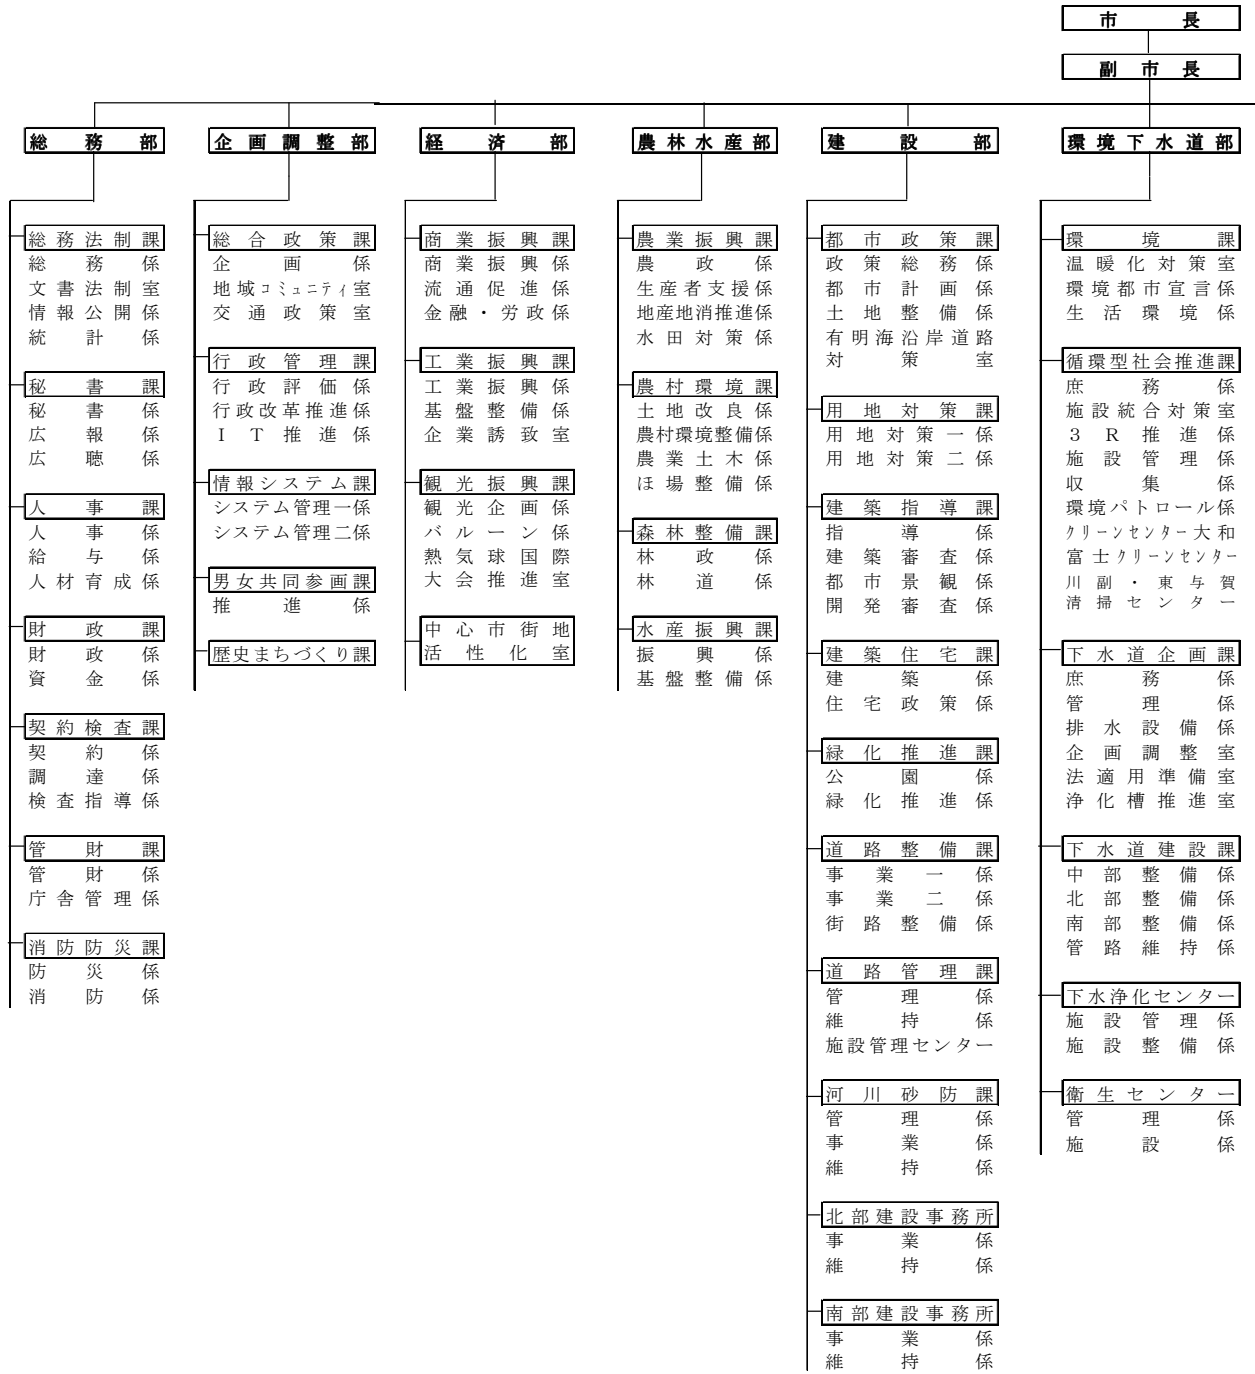 市長
副市長
総務部
総務法制課
総務係
文書法制室
情報公開係
統計係
秘書課
秘書係
広報係
広聴係
人事課
人事係
給与係
人材育成係
財政課
財政係
資金係
契約検査課
契約係
調達係
検査指導係
管財課
管財係
庁舎管理係
消防防災課
防災係
消防係
企画調整部
総合政策課
企画係
地域コミュニティ室
交通政策室
行政管理課
行政評価係
行政改革推進係
IT推進係
情報システム課
システム管理一係
システム管理二係
男女共同参画課
推進係
歴史まちづくり課
経済部
商業振興課
商業振興係
流通促進係
金融・労政係
工業振興課
工業振興係
基盤整備係
企業誘致室
観光振興課
観光企画係
バルーン係
熱気球国際
大会推進室
中心市街地
活性化室
農林水産部
農業振興課
農政係
生産者支援係
地産地消推進係
水田対策係
農村環境課
土地改良係
農村環境整備係
農業土木係
ほ場整備係
森林整備課
林政係
林道係
水産振興課
振興係
基盤整備係
建設部
都市政策課
政策総務係
都市計画係
土地整備係
有明海沿岸道路
対策室
用地対策課
用地対策一係
用地対策二係
建築指導課
指導係
建築審査係
都市景観係
開発審査係
建築住宅課
建築係
住宅政策係
緑化推進課
公園係
緑化推進係
道路整備課
事業一係
事業二係
街路整備係
道路管理課
管理係
維持係
施設管理センター
河川砂防課
管理係
事業係
維持係
北部建設事務所
事業係
維持係
南部建設事務所
事業係
維持係
環境下水道部
環境課
温暖化対策室
環境都市宣言係
生活環境係
循環型社会推進課
庶務係
施設統合対策室
3R推進係
施設管理係
収集係
環境パトロール係
クリーンセンター大和
富士クリーンセンター
川副・東与賀
清掃センター
下水道企画課
庶務係
管理係
排水設備係
企画調整室
法適用準備室
浄化槽推進室
下水道建設課
中部整備係
北部整備係
南部整備係
管路維持係
下水浄化センター
施設管理係
施設整備係
衛生センター
管理係
施設係